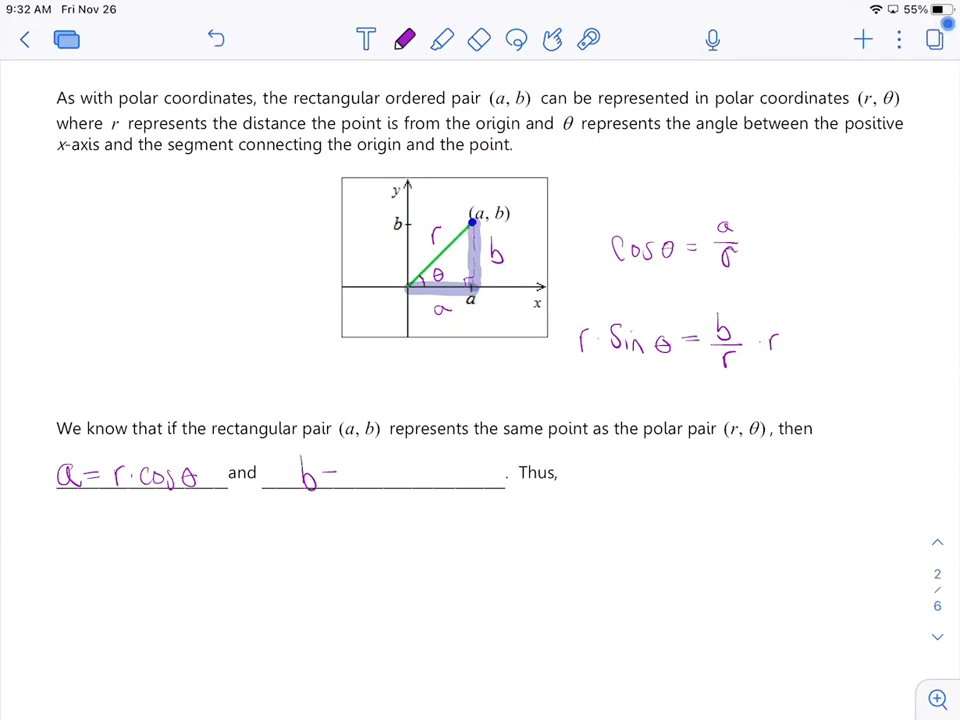 9:32 AM Fri Nov 26
55%
T
As with polar coordinates, the rectangular ordered pair (a, b) can be represented in polar coordinates (r, θ)
where r represents the distance the point is from the origin and θ represents the angle between the positive
x-axis and the segment connecting the origin and the point.
y
(a, b)
b
r
b
θ
a
a
x
cos θ = a/r
r · sin θ = b/r · r
We know that if the rectangular pair (a, b) represents the same point as the polar pair (r, θ), then
a = r · cos θ and b = . Thus,
2
/
6